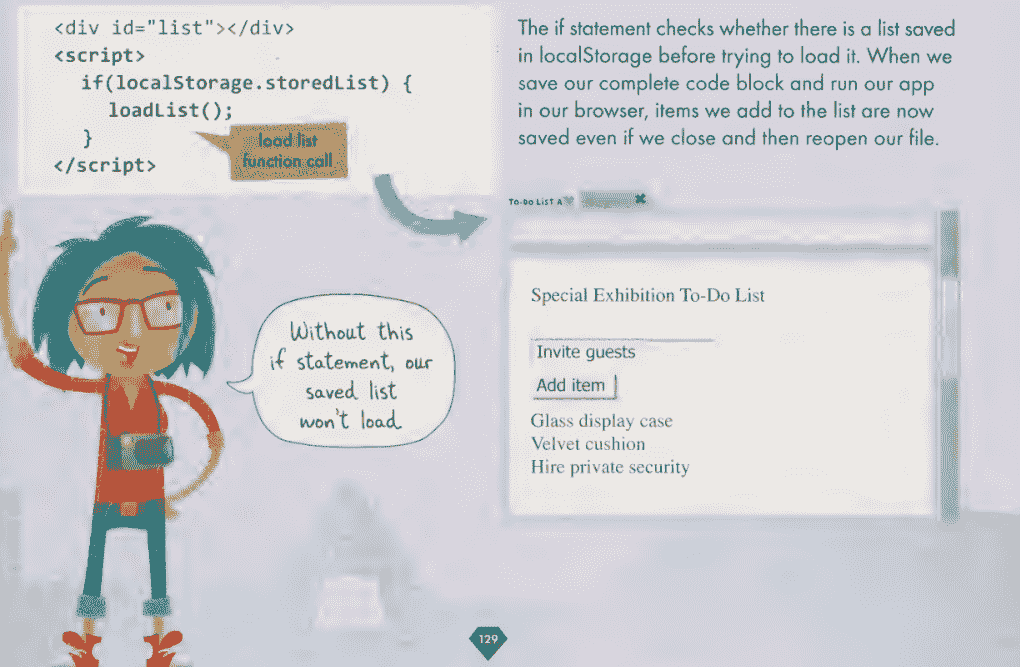 <div id="list"></div>
<script>
if(localStorage.storedList) {
loadList();
}
</script>
load list
function call
The if statement checks whether there is a list saved
in localStorage before trying to load it. When we
save our complete code block and run our app
in our browser, items we add to the list are now
saved even if we close and then reopen our file.
To-Do List A
Special Exhibition To-Do List
Invite guests
Add item
Glass display case
Velvet cushion
Hire private security
Without this
if statement, our
saved list
won't load
129